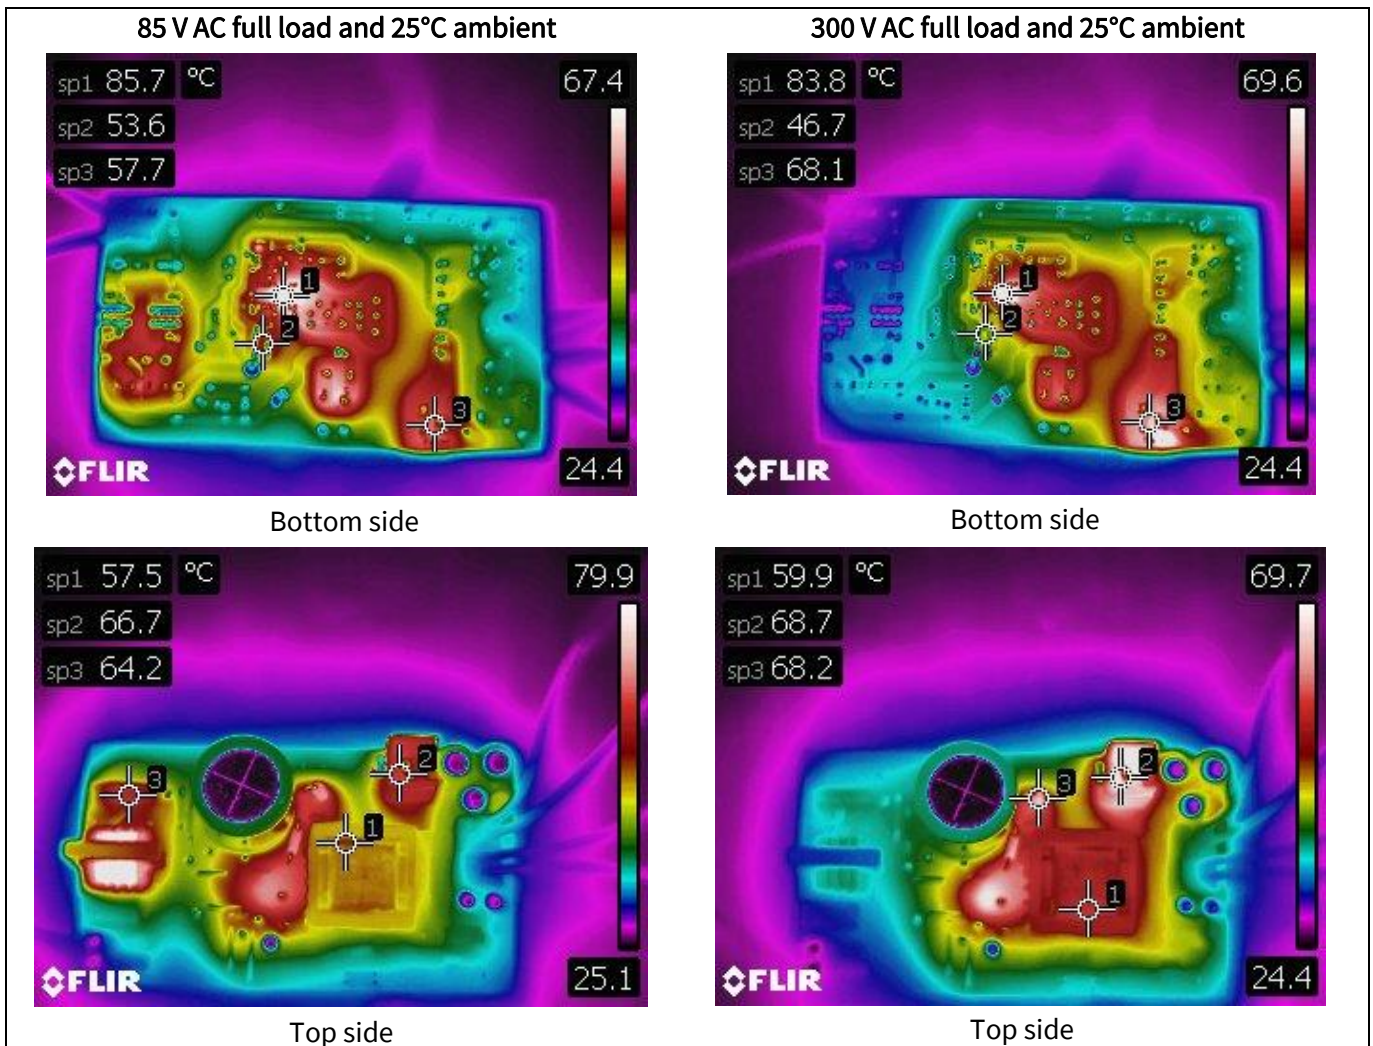 85 V AC full load and 25°C ambient
300 V AC full load and 25°C ambient
sp1 85.7 °C
67.4
sp2 53.6
sp3 57.7
1
2
3
24.4
FLIR
Bottom side
sp1 83.8 °C
69.6
sp2 46.7
sp3 68.1
1
2
3
24.4
FLIR
Bottom side
sp1 57.5 °C
79.9
sp2 66.7
sp3 64.2
2
3
1
25.1
FLIR
Top side
sp1 59.9 °C
69.7
sp2 68.7
sp3 68.2
2
3
1
24.4
FLIR
Top side